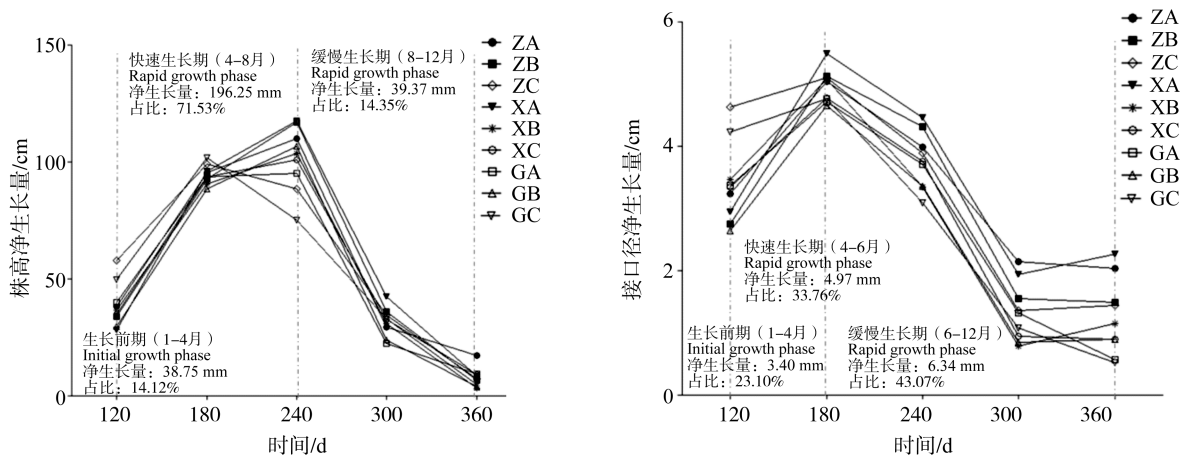 株高净生长量/cm
150
100
50
0
120
180
240
300
360
时间/d
快速生长期（4–8月）
Rapid growth phase
净生长量：196.25 mm
占比：71.53%
缓慢生长期（8–12月）
Rapid growth phase
净生长量：39.37 mm
占比：14.35%
生长前期（1–4月）
Initial growth phase
净生长量：38.75 mm
占比：14.12%
ZA
ZB
ZC
XA
XB
XC
GA
GB
GC
接口径净生长量/cm
6
4
2
0
120
180
240
300
360
时间/d
快速生长期（4–6月）
Rapid growth phase
净生长量：4.97 mm
占比：33.76%
生长前期（1–4月）
Initial growth phase
净生长量：3.40 mm
占比：23.10%
缓慢生长期（6–12月）
Rapid growth phase
净生长量：6.34 mm
占比：43.07%
ZA
ZB
ZC
XA
XB
XC
GA
GB
GC